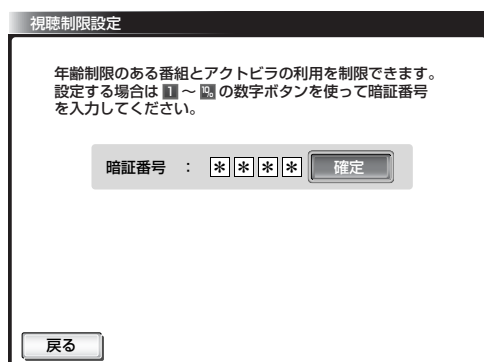 視聴制限設定
年齢制限のある番組とアクトビラの利用を制限できます。
設定する場合は 1 ～ 10/0 の数字ボタンを使って暗証番号
を入力してください。
暗証番号 ： ＊ ＊ ＊ ＊ 確定
戻る